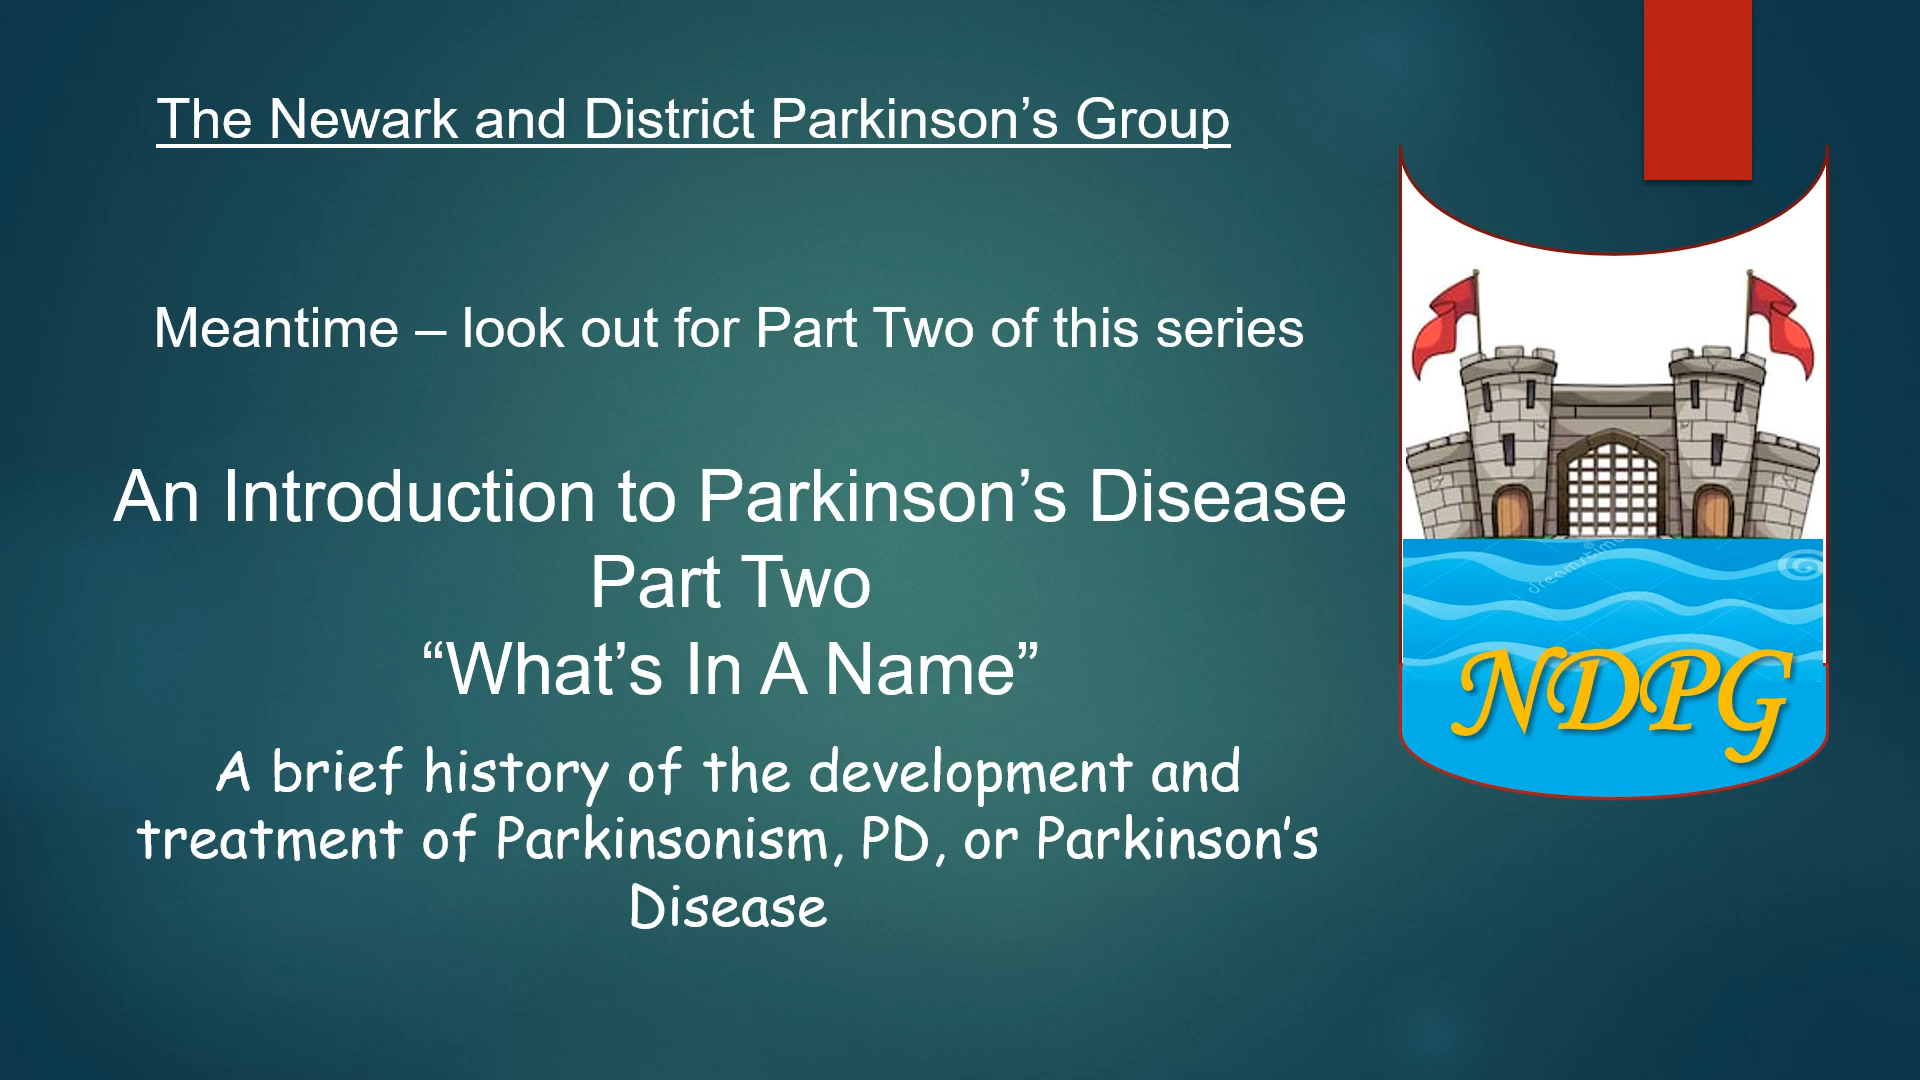 The Newark and District Parkinson’s Group
Meantime – look out for Part Two of this series
An Introduction to Parkinson’s Disease
Part Two
“What’s In A Name”
A brief history of the development and
treatment of Parkinsonism, PD, or Parkinson’s
Disease
dreamstime
NDPG